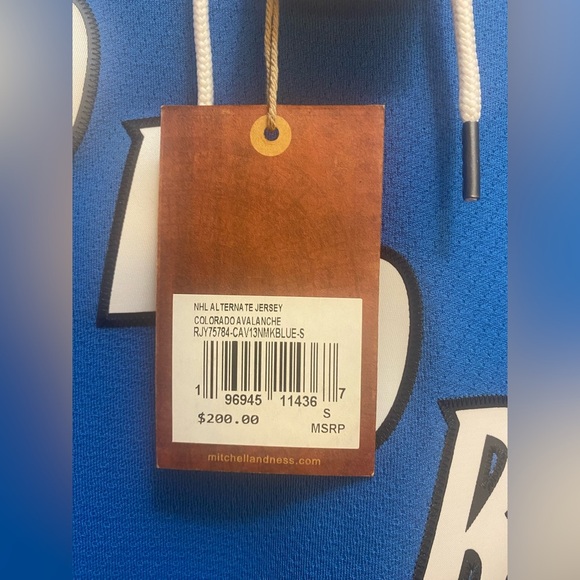 NHL ALTERNATE JERSEY
COLORADO AVALANCHE
RJY75784-CAV13NMKBLUE-S
1 96945 11436 7
$200.00 S
MSRP
mitchellandness.com